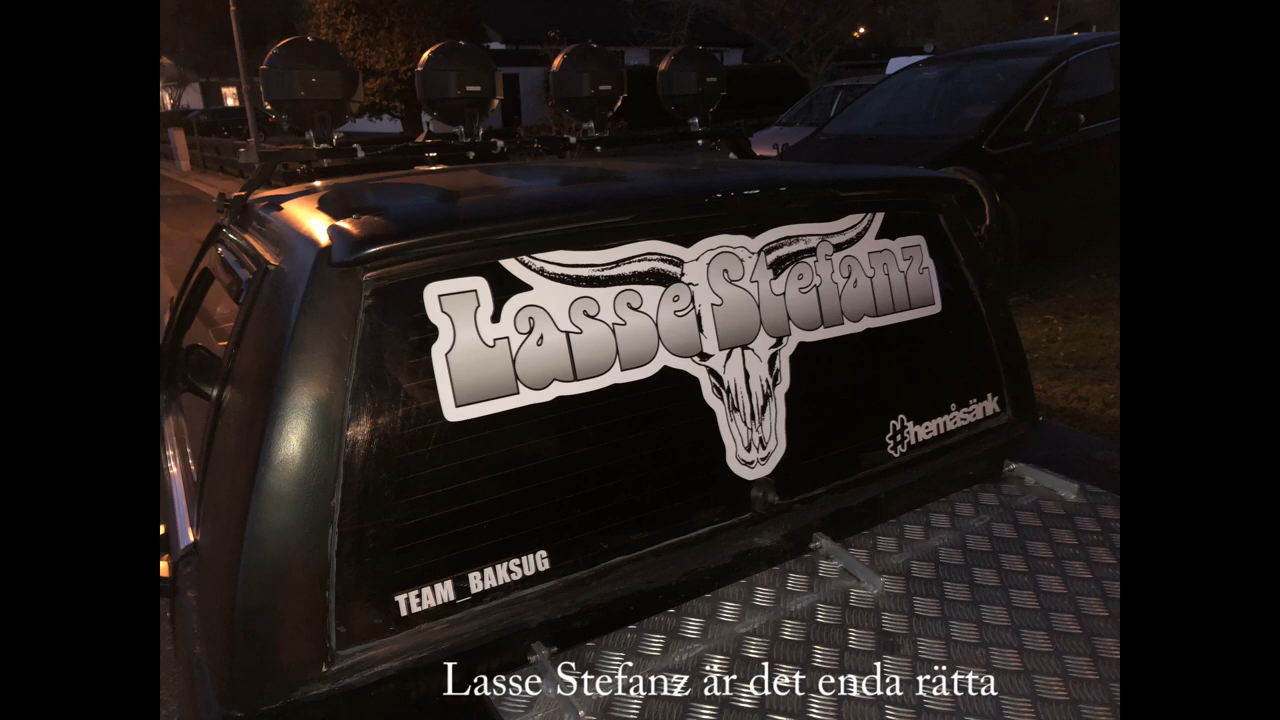 Lasse Stefanz
#hemåsänk
TEAM_BAKSUG
Lasse Stefanz är det enda rätta